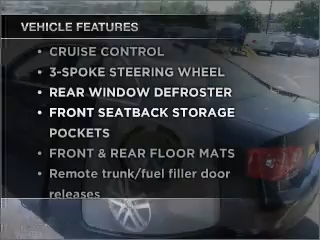 VEHICLE FEATURES
• CRUISE CONTROL
• 3-SPOKE STEERING WHEEL
• REAR WINDOW DEFROSTER
• FRONT SEATBACK STORAGE
POCKETS
• FRONT & REAR FLOOR MATS
• Remote trunk/fuel filler door
releases